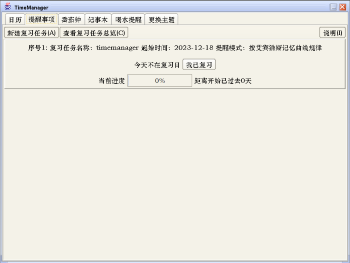 TimeManager
日历 提醒事项 番茄钟 记事本 喝水提醒 更换主题
新建复习任务(A) 查看复习任务总览(C) 说明(I)
序号1: 复习任务名称: timemanager 起始时间: 2023-12-18 提醒模式: 按艾宾浩斯记忆曲线规律
今天不在复习日 我已复习
当前进度 0% 距离开始已过去0天